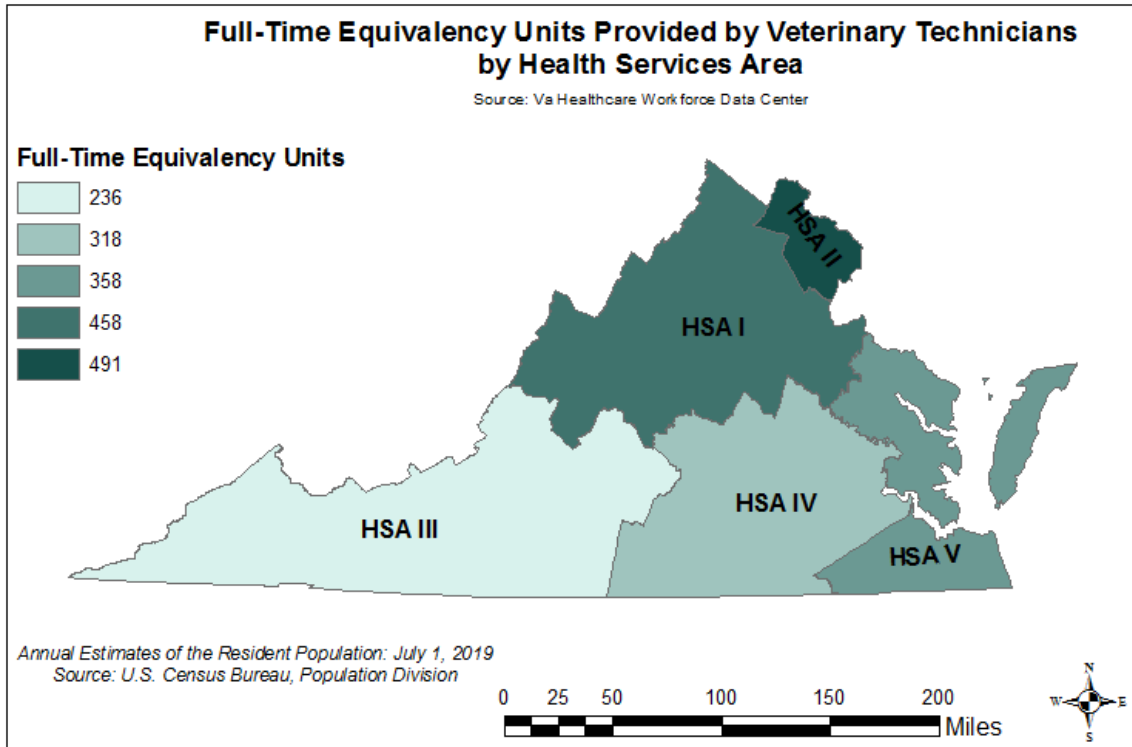 Full-Time Equivalency Units Provided by Veterinary Technicians
by Health Services Area
Source: Va Healthcare Workforce Data Center
Full-Time Equivalency Units
236
318
358
458
491
HSA II
HSA I
HSA IV
HSA III
HSA V
Annual Estimates of the Resident Population: July 1, 2019
Source: U.S. Census Bureau, Population Division
0 25 50 100 150 200
Miles
N
W E
S